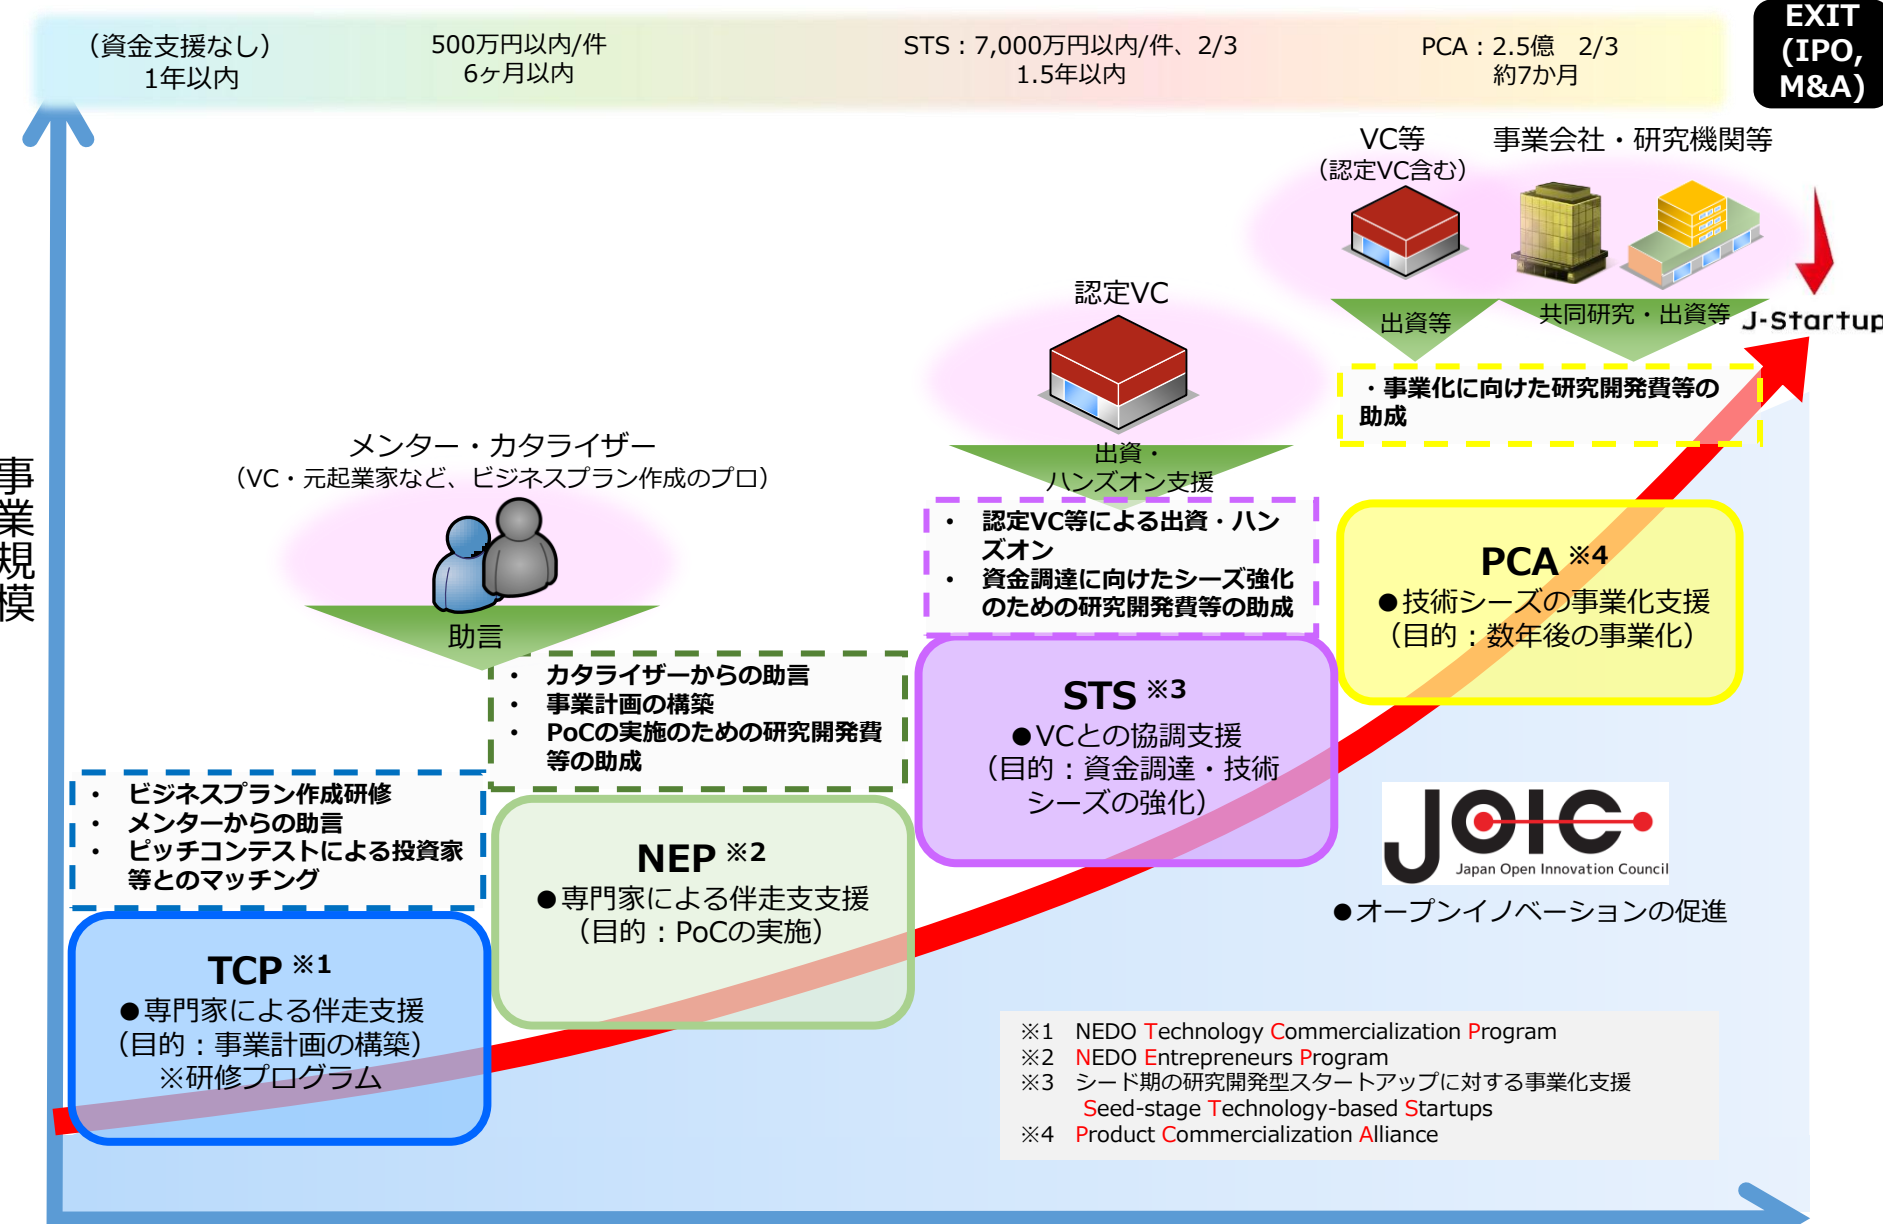 （資金支援なし）
1年以内
500万円以内/件
6ヶ月以内
STS：7,000万円以内/件、2/3
1.5年以内
PCA：2.5億　2/3
約7か月
EXIT
(IPO,
M&A)
VC等
（認定VC含む）
事業会社・研究機関等
出資等
共同研究・出資等
J-Startup
・事業化に向けた研究開発費等の
助成
認定VC
出資・
ハンズオン支援
メンター・カタライザー
（VC・元起業家など、ビジネスプラン作成のプロ）
助言
事業規模
・ 認定VC等による出資・ハン
ズオン
・ 資金調達に向けたシーズ強化
のための研究開発費等の助成
PCA ※4
●技術シーズの事業化支援
（目的：数年後の事業化）
・ カタライザーからの助言
・ 事業計画の構築
・ PoCの実施のための研究開発費
等の助成
STS ※3
●VCとの協調支援
（目的：資金調達・技術
シーズの強化）
・ ビジネスプラン作成研修
・ メンターからの助言
・ ピッチコンテストによる投資家
等とのマッチング
NEP ※2
●専門家による伴走支支援
（目的：PoCの実施）
JOIC
Japan Open Innovation Council
●オープンイノベーションの促進
TCP ※1
●専門家による伴走支援
（目的：事業計画の構築）
※研修プログラム
※1 NEDO Technology Commercialization Program
※2 NEDO Entrepreneurs Program
※3 シード期の研究開発型スタートアップに対する事業化支援
Seed-stage Technology-based Startups
※4 Product Commercialization Alliance